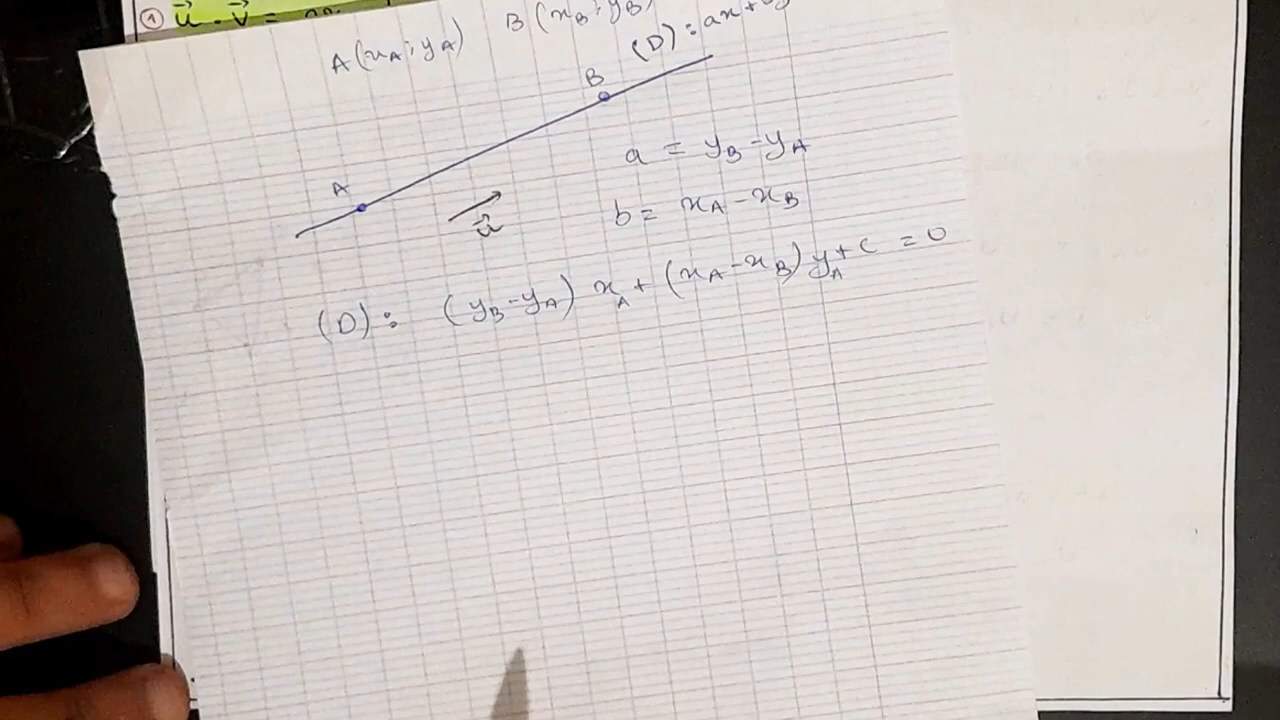 ① u⃗ . v⃗ =
A(xA; yA) B(xB; yB) (D): ax+
B
A
u⃗
a = yB - yA
b = xA - xB
(D): (yB-yA) xA + (xA-xB) yA + c = 0